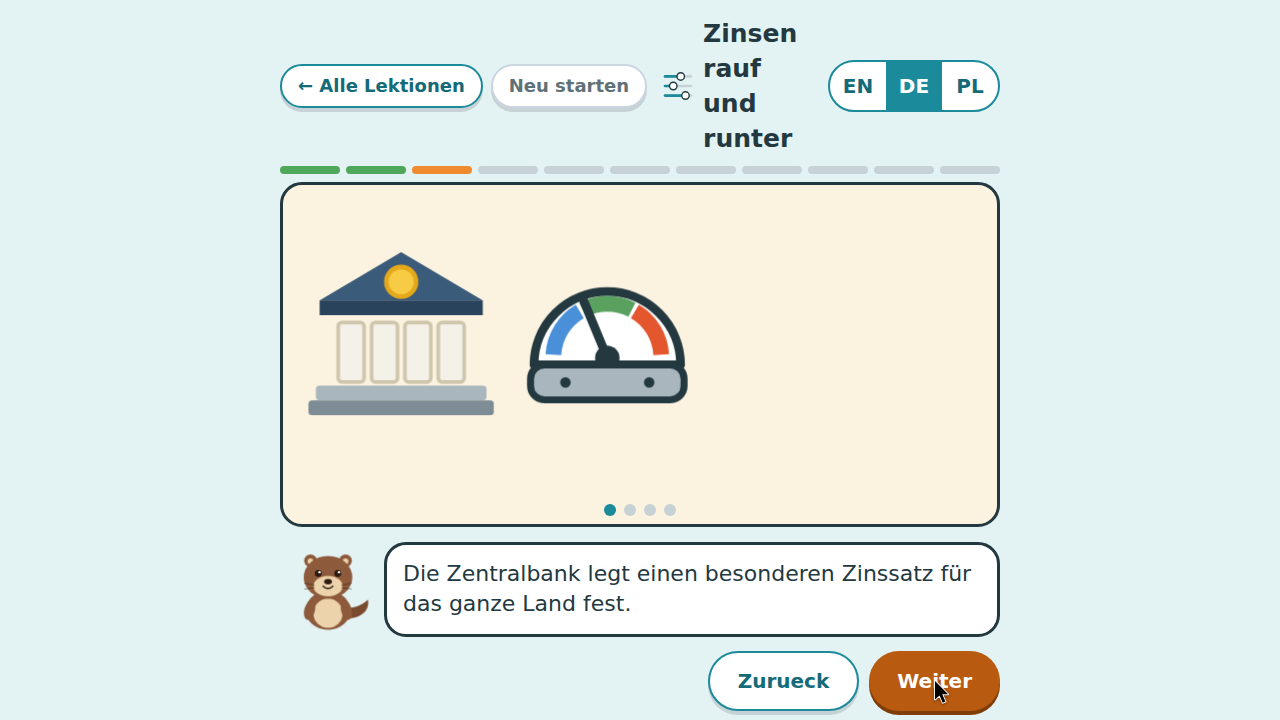 ← Alle Lektionen
Neu starten
Zinsen
rauf
und
runter
EN DE PL
Die Zentralbank legt einen besonderen Zinssatz für
das ganze Land fest.
Zurueck
Weiter